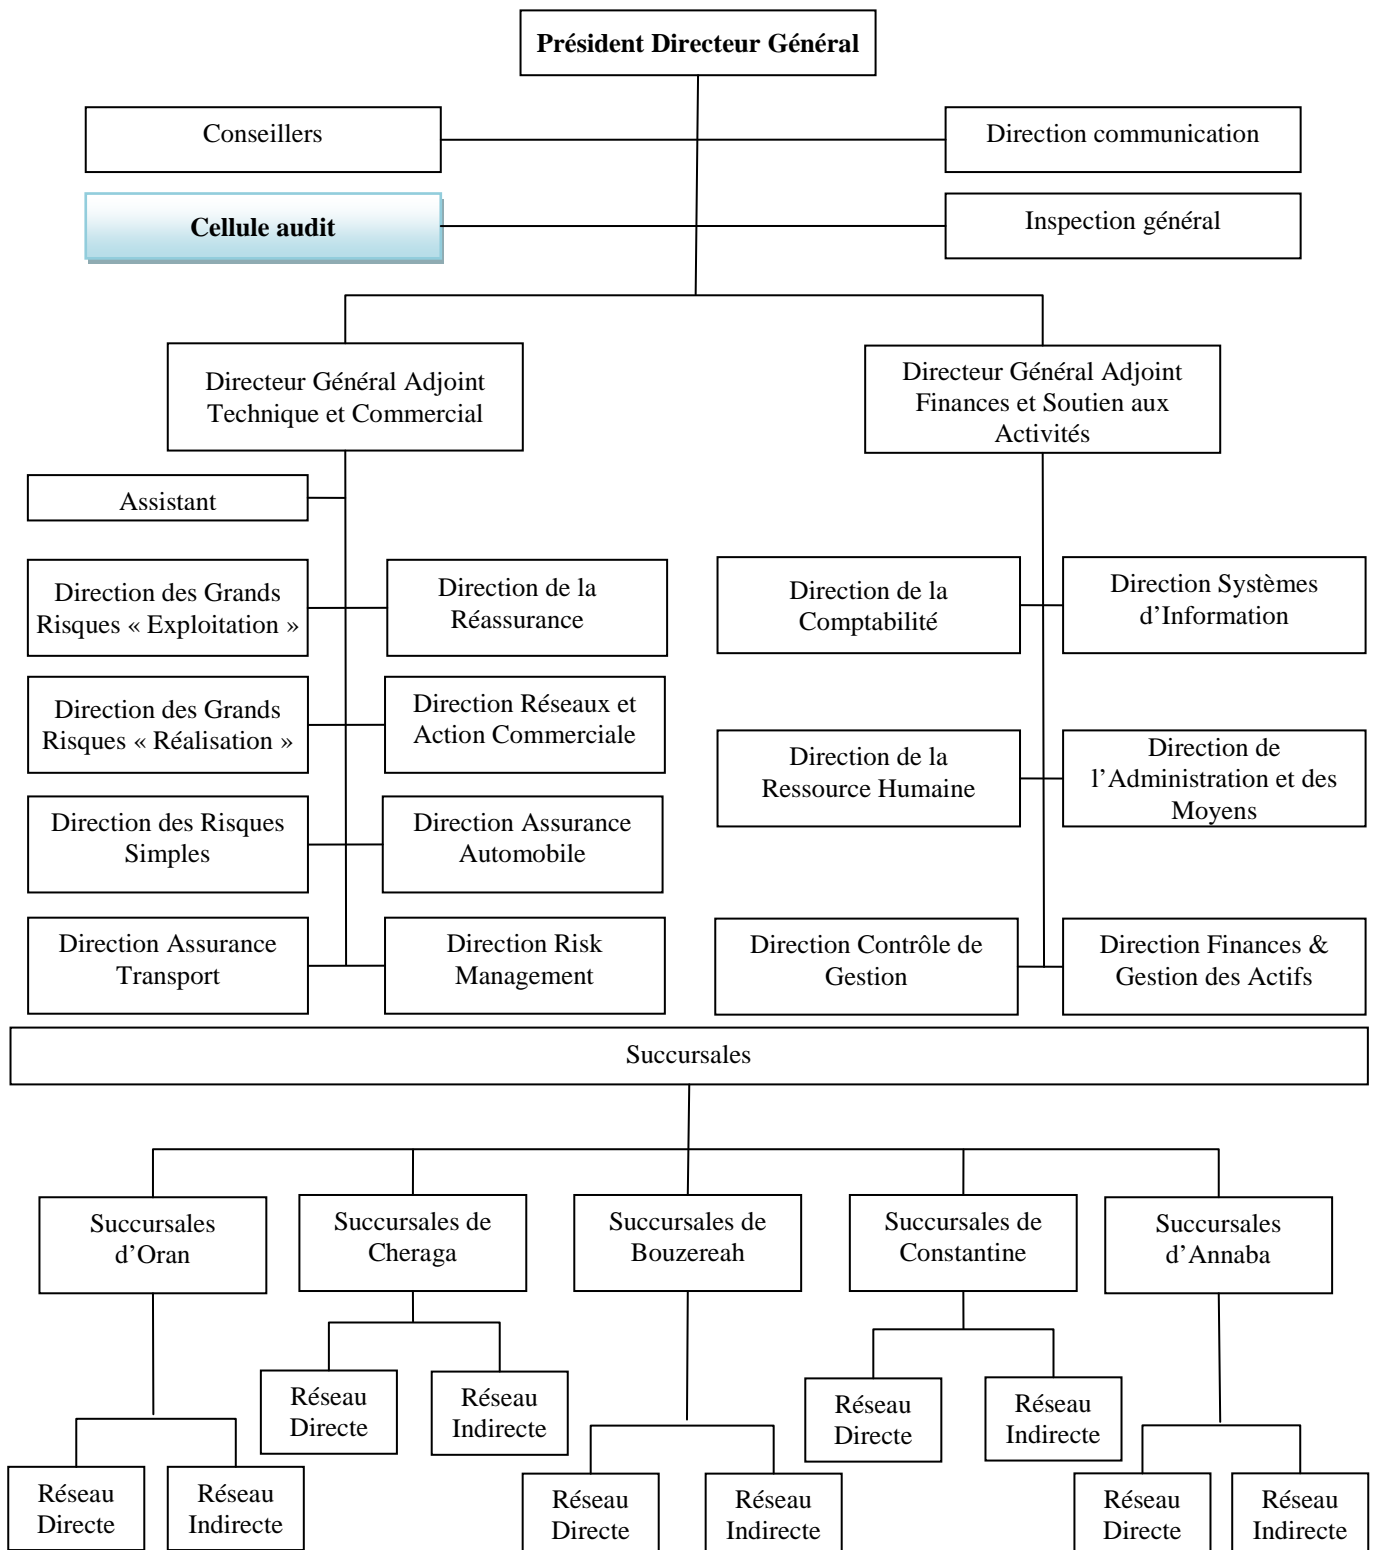 Président Directeur Général
Conseillers
Direction communication
Cellule audit
Inspection général
Directeur Général Adjoint
Technique et Commercial
Directeur Général Adjoint
Finances et Soutien aux
Activités
Assistant
Direction des Grands
Risques « Exploitation »
Direction de la
Réassurance
Direction de la
Comptabilité
Direction Systèmes
d’Information
Direction des Grands
Risques « Réalisation »
Direction Réseaux et
Action Commerciale
Direction de la
Ressource Humaine
Direction de
l’Administration et des
Moyens
Direction des Risques
Simples
Direction Assurance
Automobile
Direction Assurance
Transport
Direction Risk
Management
Direction Contrôle de
Gestion
Direction Finances &
Gestion des Actifs
Succursales
Succursales
d’Oran
Succursales de
Cheraga
Succursales de
Bouzereah
Succursales de
Constantine
Succursales
d’Annaba
Réseau
Directe
Réseau
Indirecte
Réseau
Directe
Réseau
Indirecte
Réseau
Directe
Réseau
Indirecte
Réseau
Directe
Réseau
Indirecte
Réseau
Directe
Réseau
Indirecte